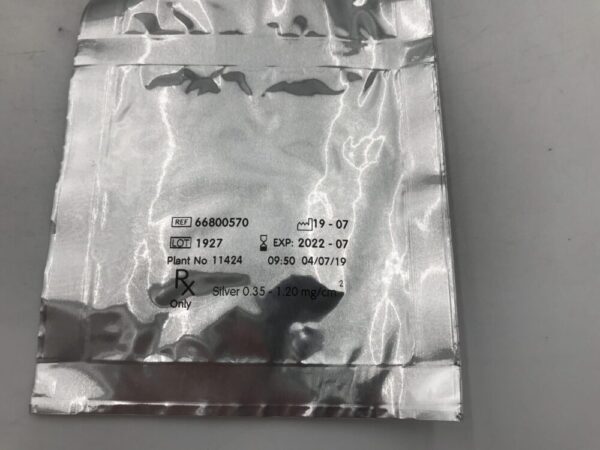 REF 66800570 19 - 07
LOT 1927 EXP: 2022 - 07
Plant No 11424 09:50 04/07/19
Rx Only Silver 0.35 - 1.20 mg/cm²